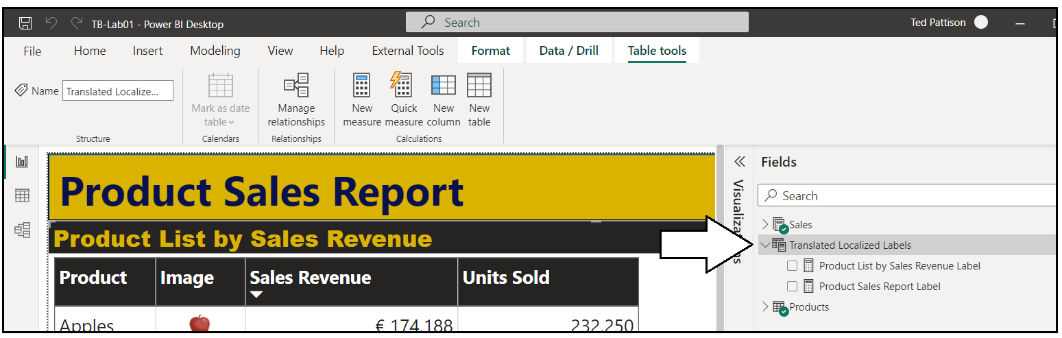 TB-Lab01 - Power BI Desktop
Search
Ted Pattison
File Home Insert Modeling View Help External Tools Format Data / Drill Table tools
Name
Translated Localize...
Mark as date table
Manage relationships
New measure
Quick measure
New column
New table
Structure Calendars Relationships Calculations
Product Sales Report
Product List by Sales Revenue
Product Image Sales Revenue Units Sold
Apples € 174,188 232,250
Fields
Search
Sales
Translated Localized Labels
Product List by Sales Revenue Label
Product Sales Report Label
Products